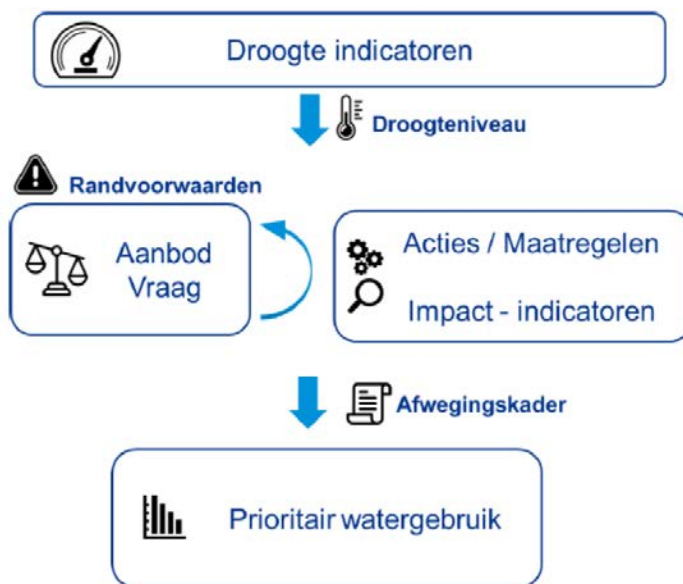 Droogte indicatoren
Droogteniveau
Randvoorwaarden
Aanbod
Vraag
Acties / Maatregelen
Impact - indicatoren
Afwegingskader
Prioritair watergebruik